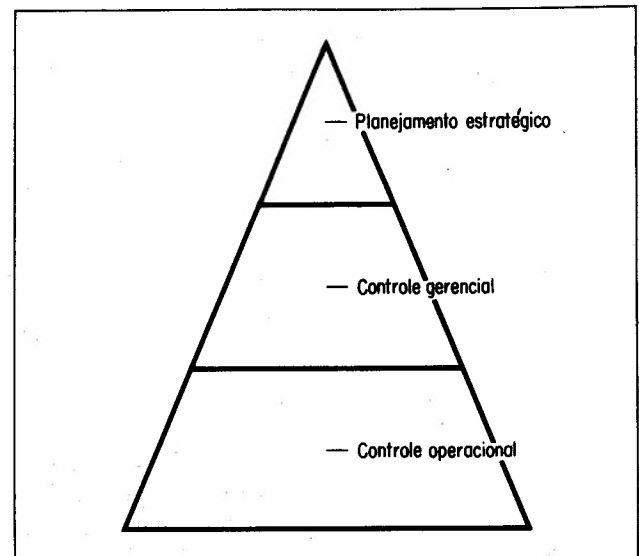 — Planejamento estratégico
— Controle gerencial
— Controle operacional